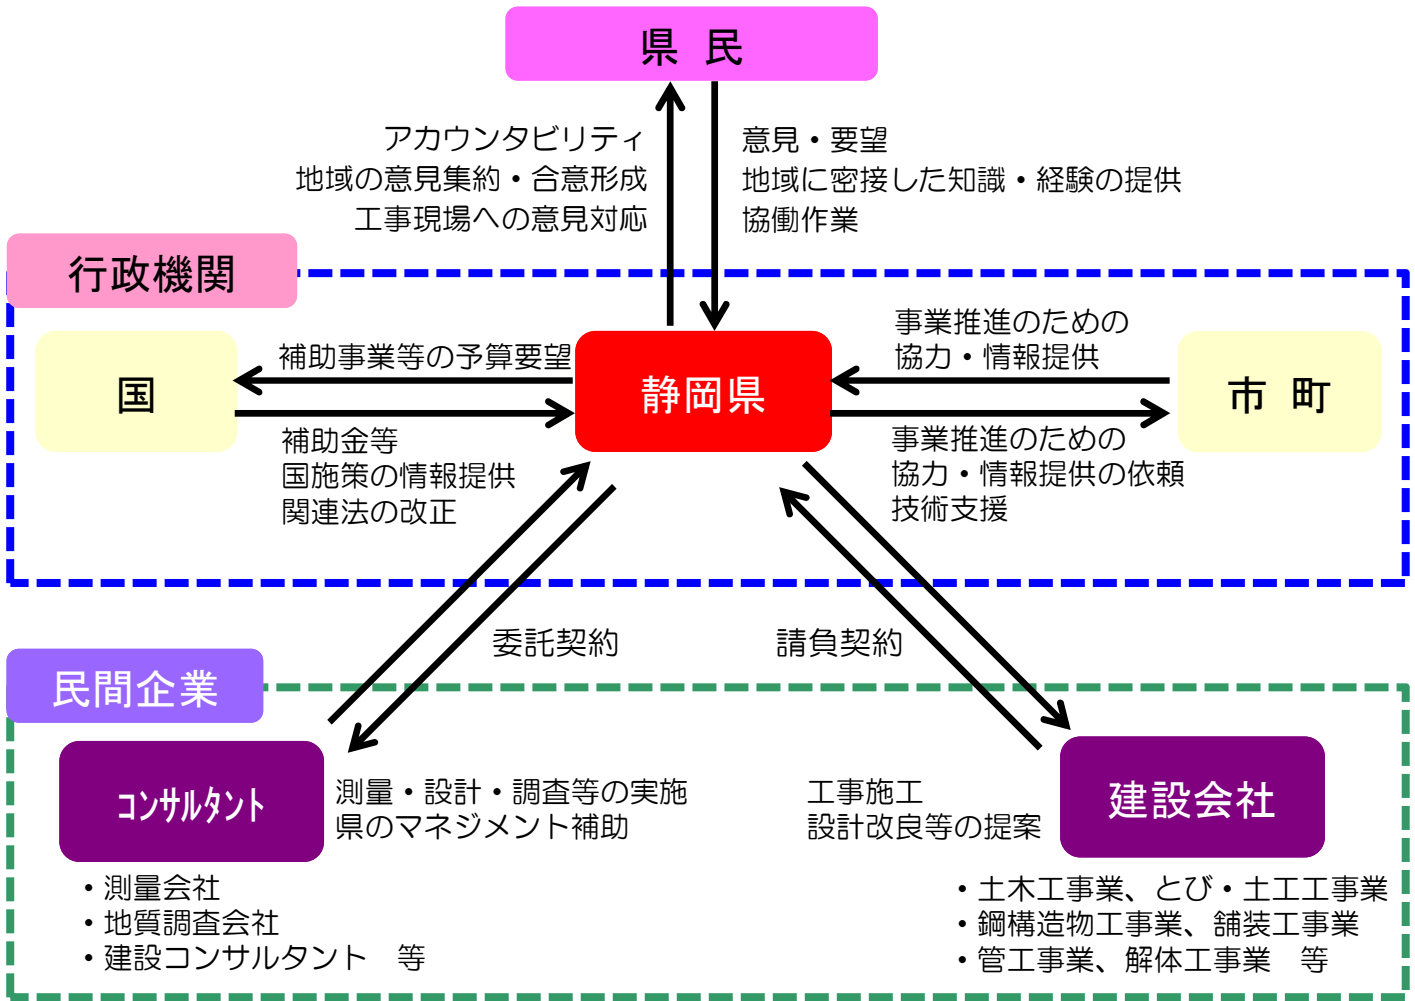 県 民
アカウンタビリティ
地域の意見集約・合意形成
工事現場への意見対応
意見・要望
地域に密接した知識・経験の提供
協働作業
行政機関
国
補助事業等の予算要望
補助金等
国施策の情報提供
関連法の改正
静岡県
事業推進のための
協力・情報提供
事業推進のための
協力・情報提供の依頼
技術支援
市 町
委託契約
請負契約
民間企業
コンサルタント
測量・設計・調査等の実施
県のマネジメント補助
・測量会社
・地質調査会社
・建設コンサルタント 等
工事施工
設計改良等の提案
建設会社
・土木工事業、とび・土工工事業
・鋼構造物工事業、舗装工事業
・管工事業、解体工事業 等